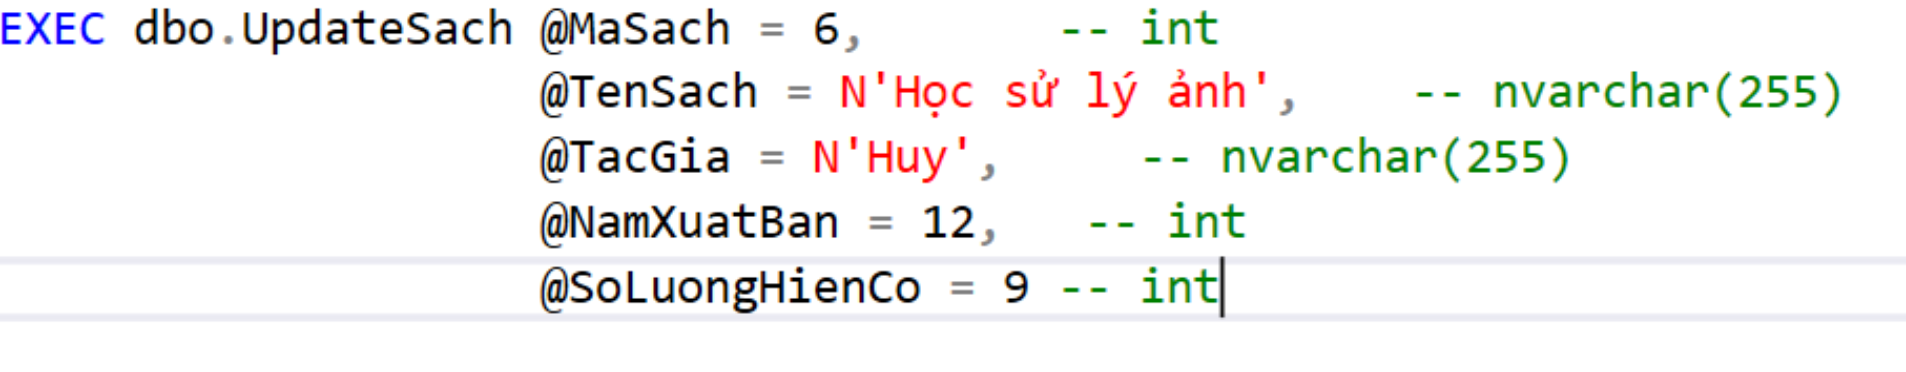 EXEC dbo.UpdateSach @MaSach = 6, -- int
@TenSach = N'Học sử lý ảnh', -- nvarchar(255)
@TacGia = N'Huy', -- nvarchar(255)
@NamXuatBan = 12, -- int
@SoLuongHienCo = 9 -- int